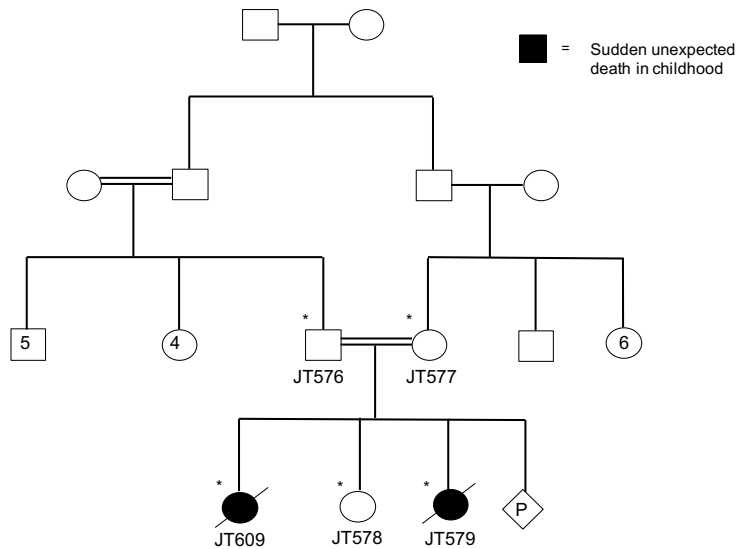 = Sudden unexpected
death in childhood
* *
5 4 6
JT576 JT577
* * *
P
JT609 JT578 JT579